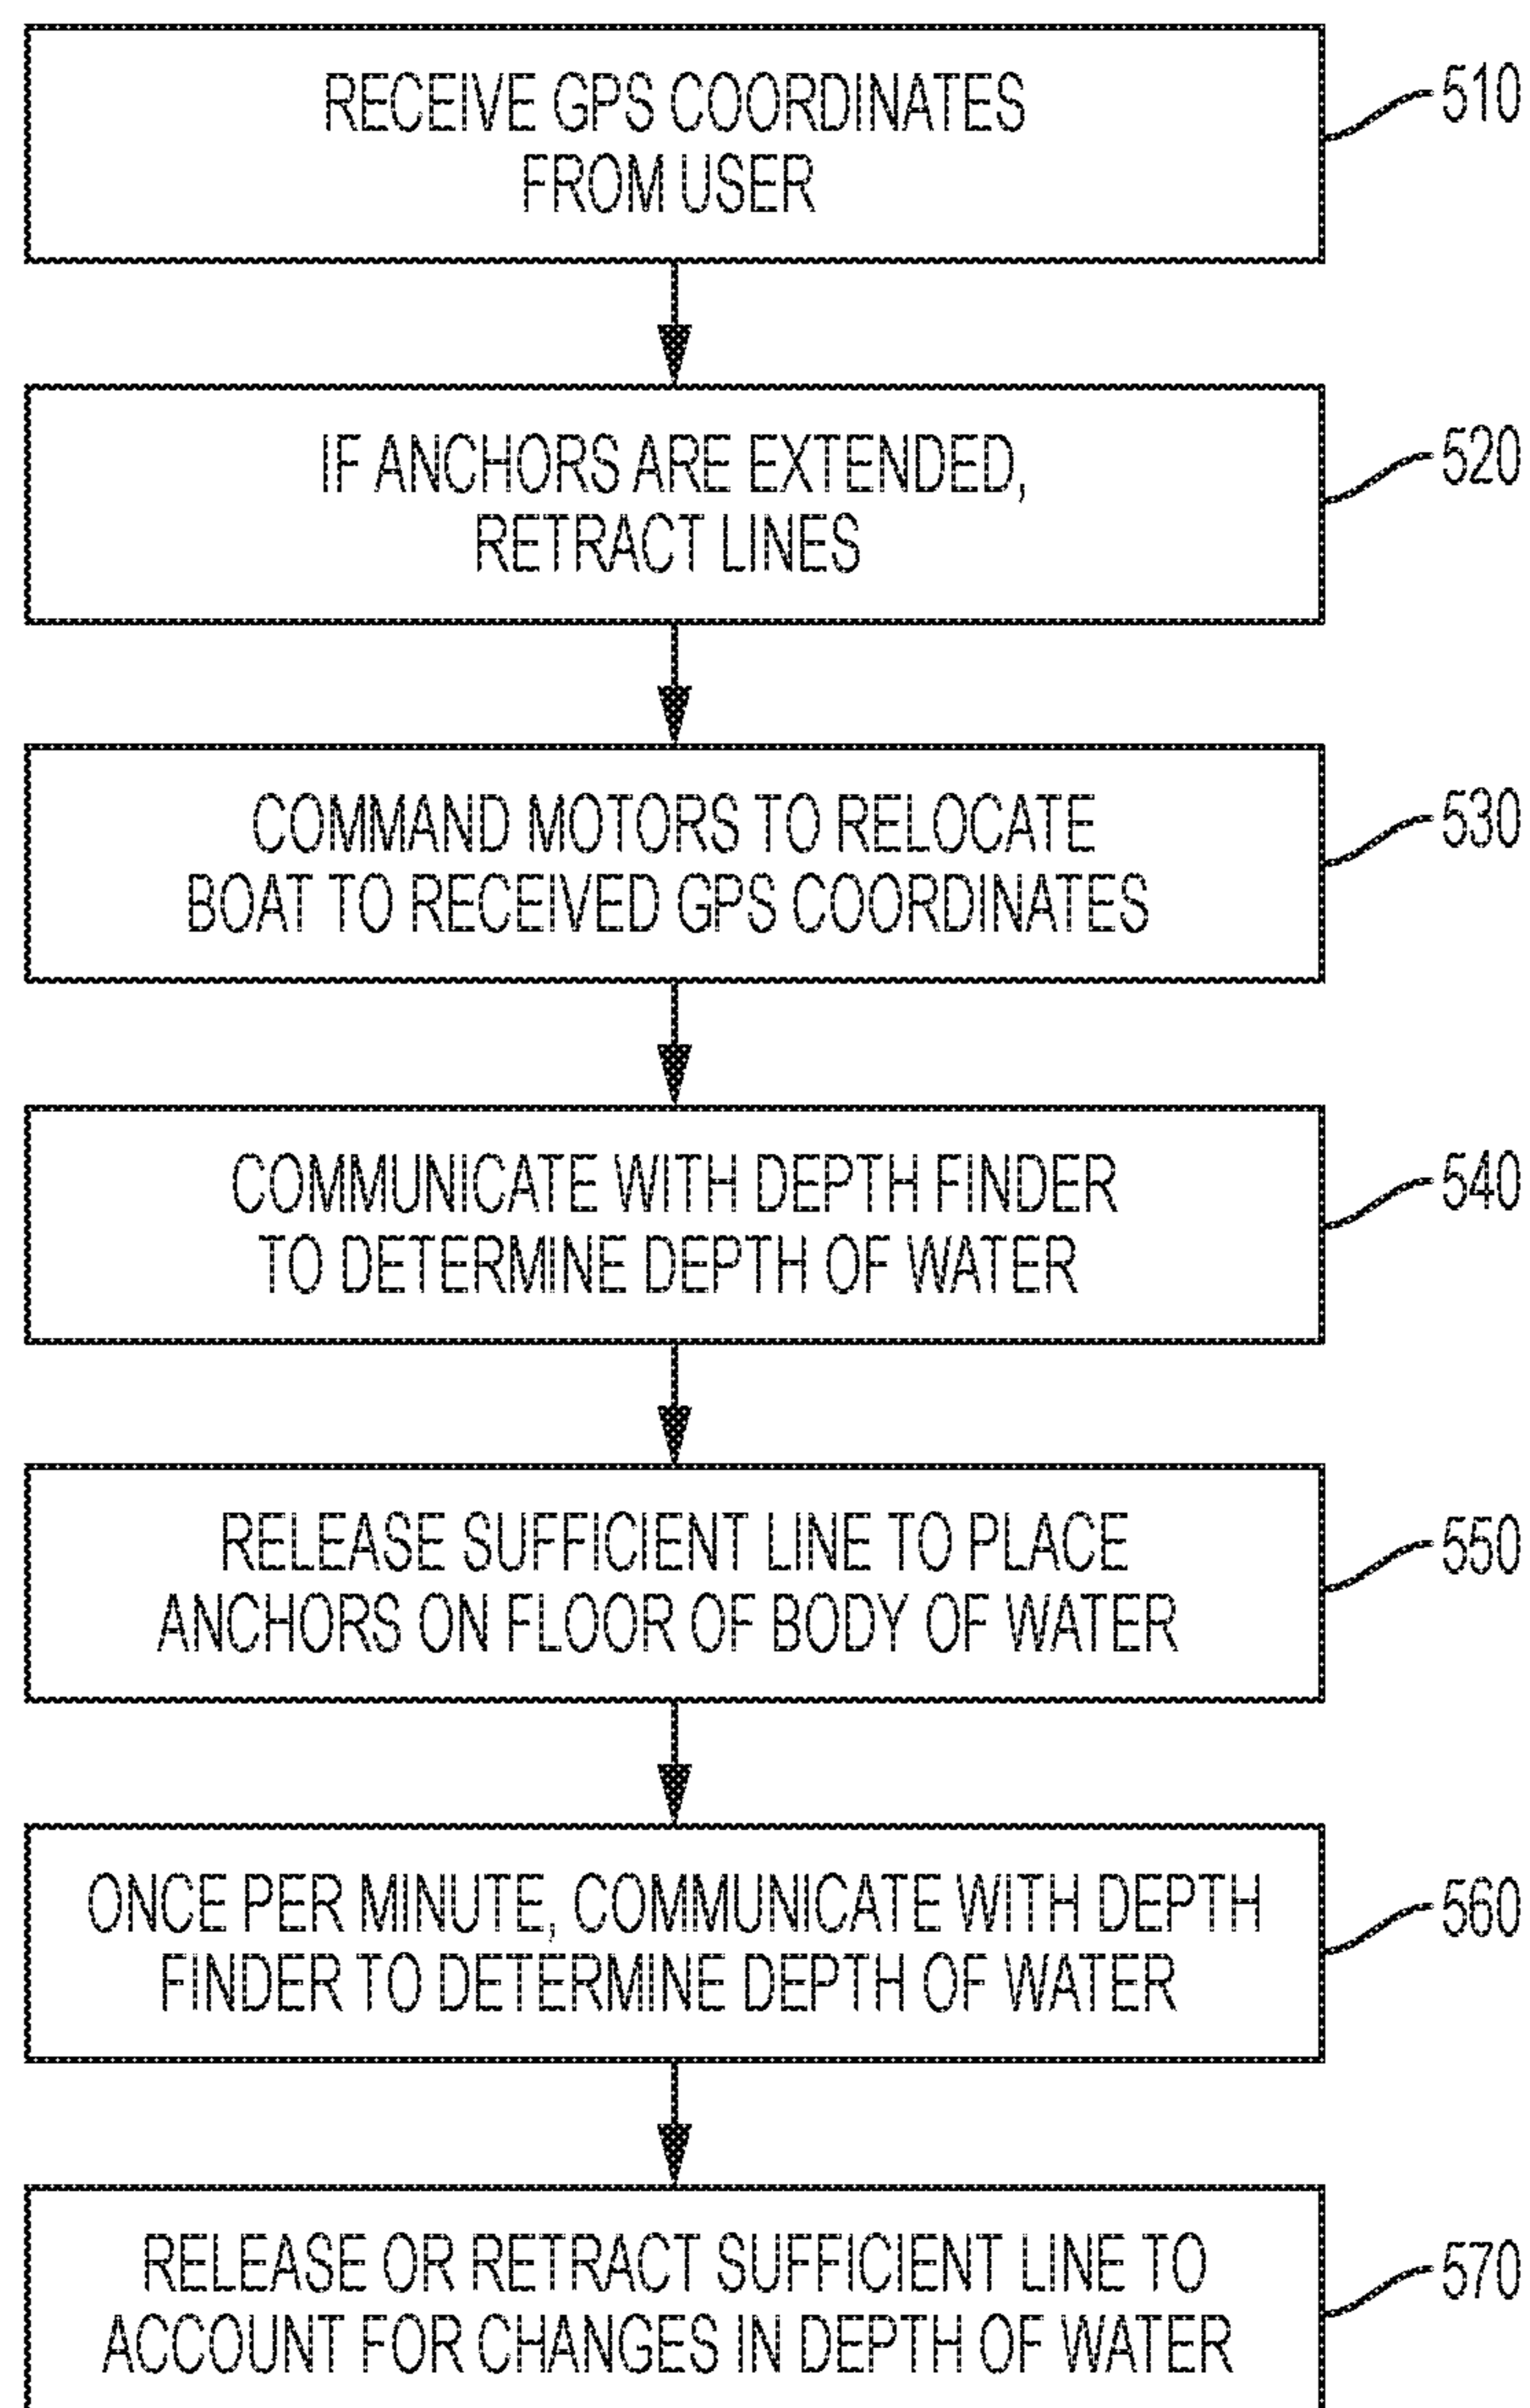 RECEIVE GPS COORDINATES
FROM USER
510
IF ANCHORS ARE EXTENDED,
RETRACT LINES
520
COMMAND MOTORS TO RELOCATE
BOAT TO RECEIVED GPS COORDINATES
530
COMMUNICATE WITH DEPTH FINDER
TO DETERMINE DEPTH OF WATER
540
RELEASE SUFFICIENT LINE TO PLACE
ANCHORS ON FLOOR OF BODY OF WATER
550
ONCE PER MINUTE, COMMUNICATE WITH DEPTH
FINDER TO DETERMINE DEPTH OF WATER
560
RELEASE OR RETRACT SUFFICIENT LINE TO
ACCOUNT FOR CHANGES IN DEPTH OF WATER
570